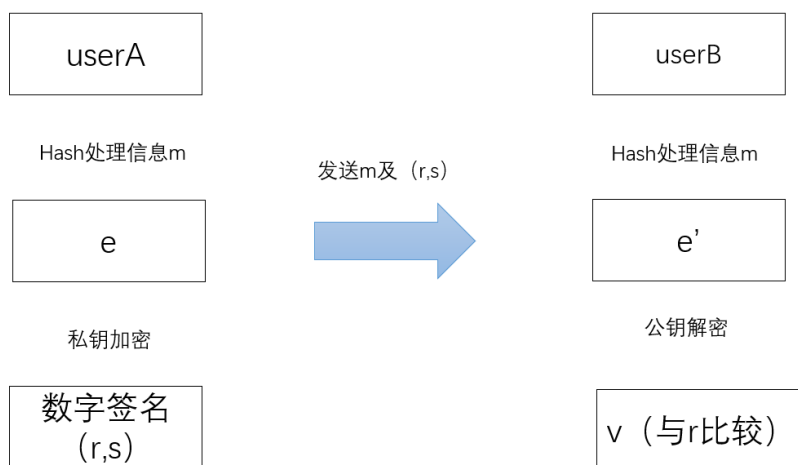 userA
userB
Hash处理信息m
发送m及（r,s）
Hash处理信息m
e
e’
私钥加密
公钥解密
数字签名
（r,s）
v（与r比较）